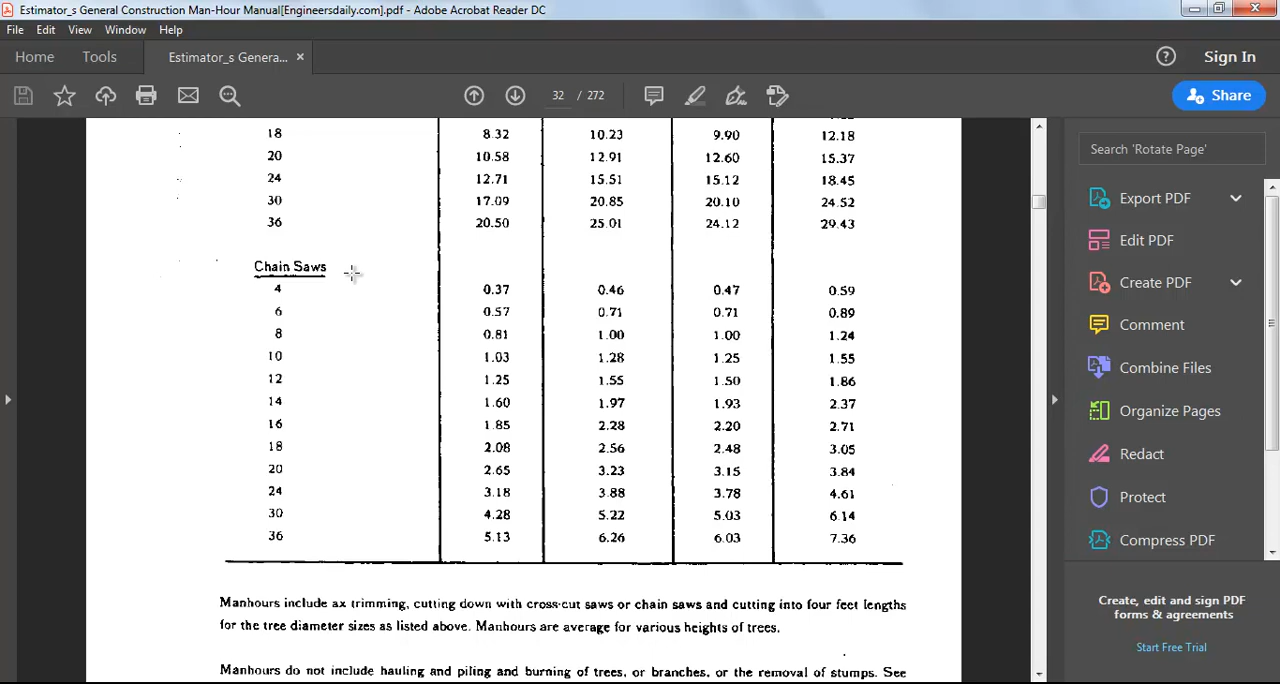 Estimator_s General Construction Man-Hour Manual[Engineersdaily.com].pdf - Adobe Acrobat Reader DC
File Edit View Window Help
Home Tools Estimator_s Genera... × Sign In
32 / 272 Share
18 8.32 10.23 9.90 12.18
20 10.58 12.91 12.60 15.37
24 12.71 15.51 15.12 18.45
30 17.09 20.85 20.10 24.52
36 20.50 25.01 24.12 29.43
Chain Saws
4 0.37 0.46 0.47 0.59
6 0.57 0.71 0.71 0.89
8 0.81 1.00 1.00 1.24
10 1.03 1.28 1.25 1.55
12 1.25 1.55 1.50 1.86
14 1.60 1.97 1.93 2.37
16 1.85 2.28 2.20 2.71
18 2.08 2.56 2.48 3.05
20 2.65 3.23 3.15 3.84
24 3.18 3.88 3.78 4.61
30 4.28 5.22 5.03 6.14
36 5.13 6.26 6.03 7.36
Manhours include ax trimming, cutting down with cross-cut saws or chain saws and cutting into four feet lengths
for the tree diameter sizes as listed above. Manhours are average for various heights of trees.
Manhours do not include hauling and piling and burning of trees, or branches, or the removal of stumps. See
Search 'Rotate Page'
Export PDF
Edit PDF
Create PDF
Comment
Combine Files
Organize Pages
Redact
Protect
Compress PDF
Create, edit and sign PDF
forms & agreements
Start Free Trial